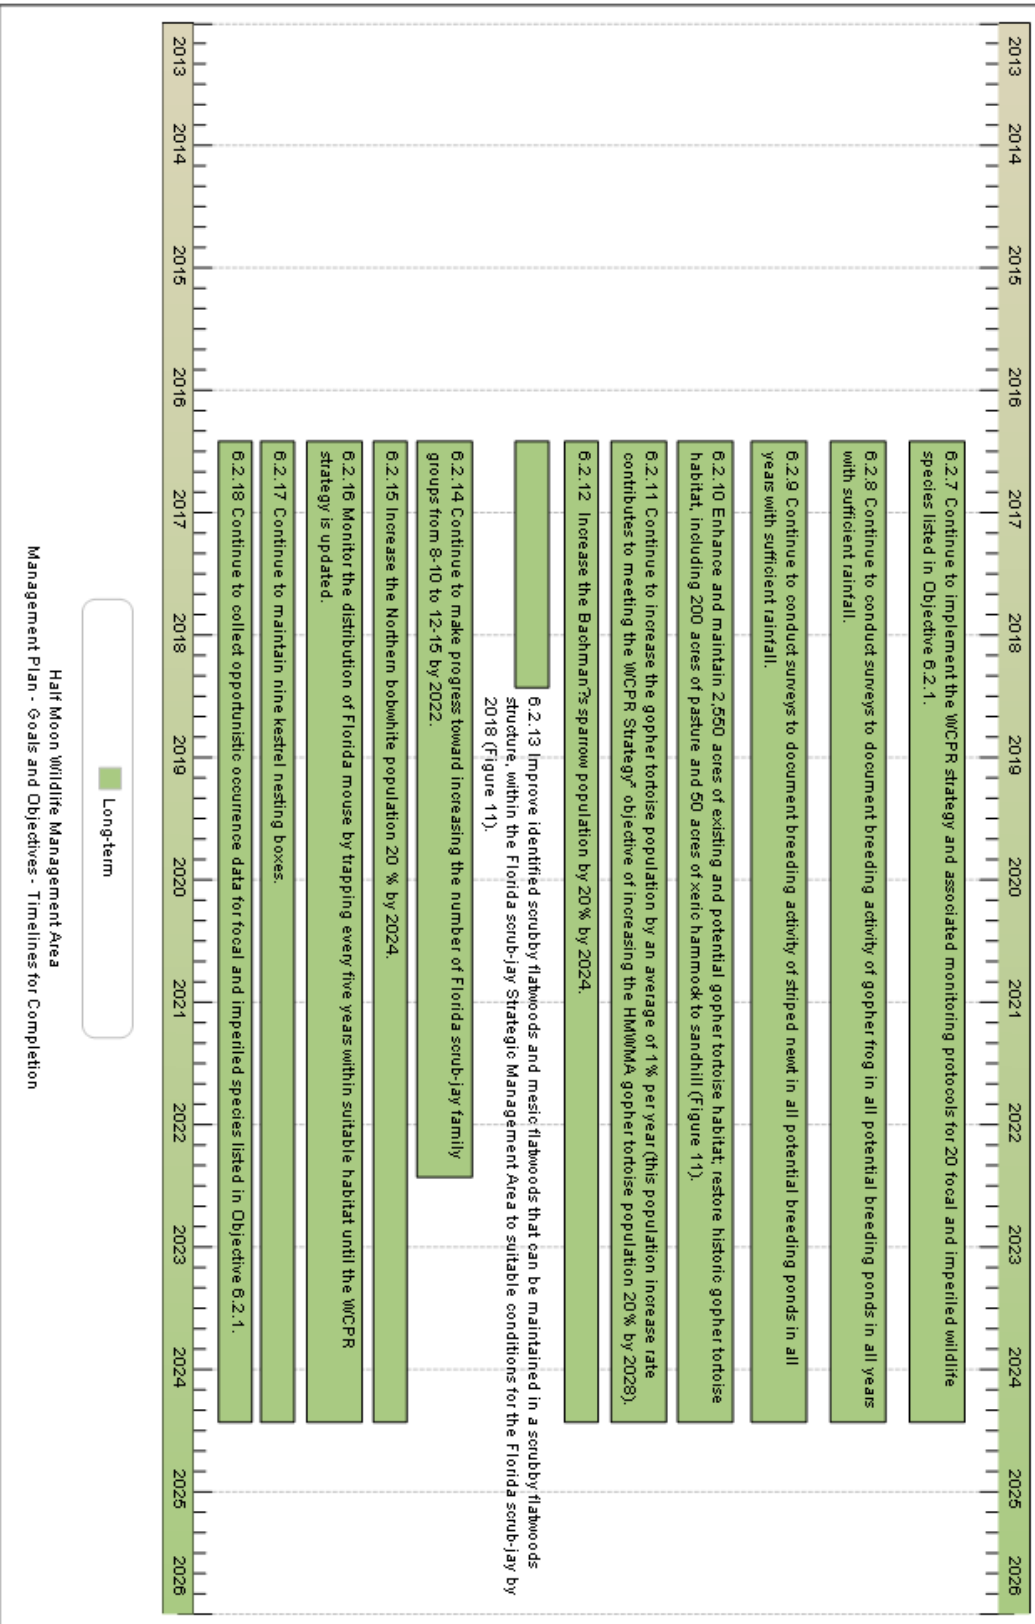 2013 2014 2015 2016 2017 2018 2019 2020 2021 2022 2023 2024 2025 2026
6.2.7 Continue to implement the WCPR strategy and associated monitoring protocols for 20 focal and imperiled wildlife
species listed in Objective 6.2.1.
6.2.8 Continue to conduct surveys to document breeding activity of gopher frog in all potential breeding ponds in all years
with sufficient rainfall.
6.2.9 Continue to conduct surveys to document breeding activity of striped newt in all potential breeding ponds in all
years with sufficient rainfall.
6.2.10 Enhance and maintain 2,550 acres of existing and potential gopher tortoise habitat; restore historic gopher tortoise
habitat, including 200 acres of pasture and 50 acres of xeric hammock to sandhill (Figure 11).
6.2.11 Continue to increase the gopher tortoise population by an average of 1% per year (this population increase rate
contributes to meeting the WCPR Strategy* objective of increasing the HMWMA gopher tortoise population 20% by 2028).
6.2.12 Increase the Bachman?s sparrow population by 20% by 2024.
6.2.13 Improve identified scrubby flatwoods and mesic flatwoods that can be maintained in a scrubby flatwoods
structure, within the Florida scrub-jay Strategic Management Area to suitable conditions for the Florida scrub-jay by
2018 (Figure 11).
6.2.14 Continue to make progress toward increasing the number of Florida scrub-jay family
groups from 8-10 to 12-15 by 2022.
6.2.15 Increase the Northern bobwhite population 20 % by 2024.
6.2.16 Monitor the distribution of Florida mouse by trapping every five years within suitable habitat until the WCPR
strategy is updated.
6.2.17 Continue to maintain nine kestrel nesting boxes.
6.2.18 Continue to collect opportunistic occurrence data for focal and imperiled species listed in Objective 6.2.1.
2013 2014 2015 2016 2017 2018 2019 2020 2021 2022 2023 2024 2025 2026
Long-term
Half Moon Wildlife Management Area
Management Plan - Goals and Objectives - Timelines for Completion